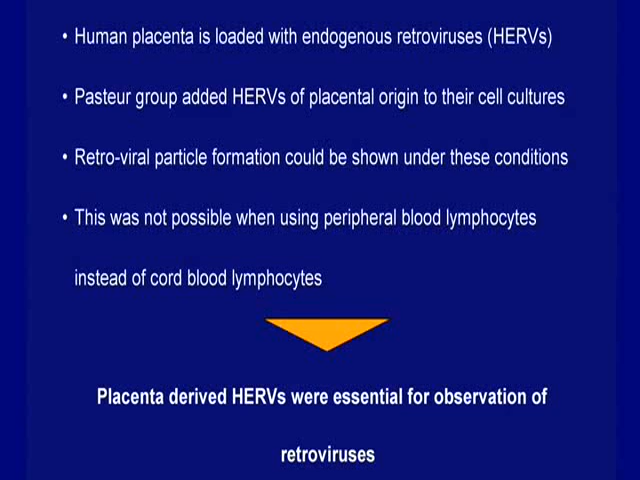 • Human placenta is loaded with endogenous retroviruses (HERVs)
• Pasteur group added HERVs of placental origin to their cell cultures
• Retro-viral particle formation could be shown under these conditions
• This was not possible when using peripheral blood lymphocytes
instead of cord blood lymphocytes
Placenta derived HERVs were essential for observation of
retroviruses